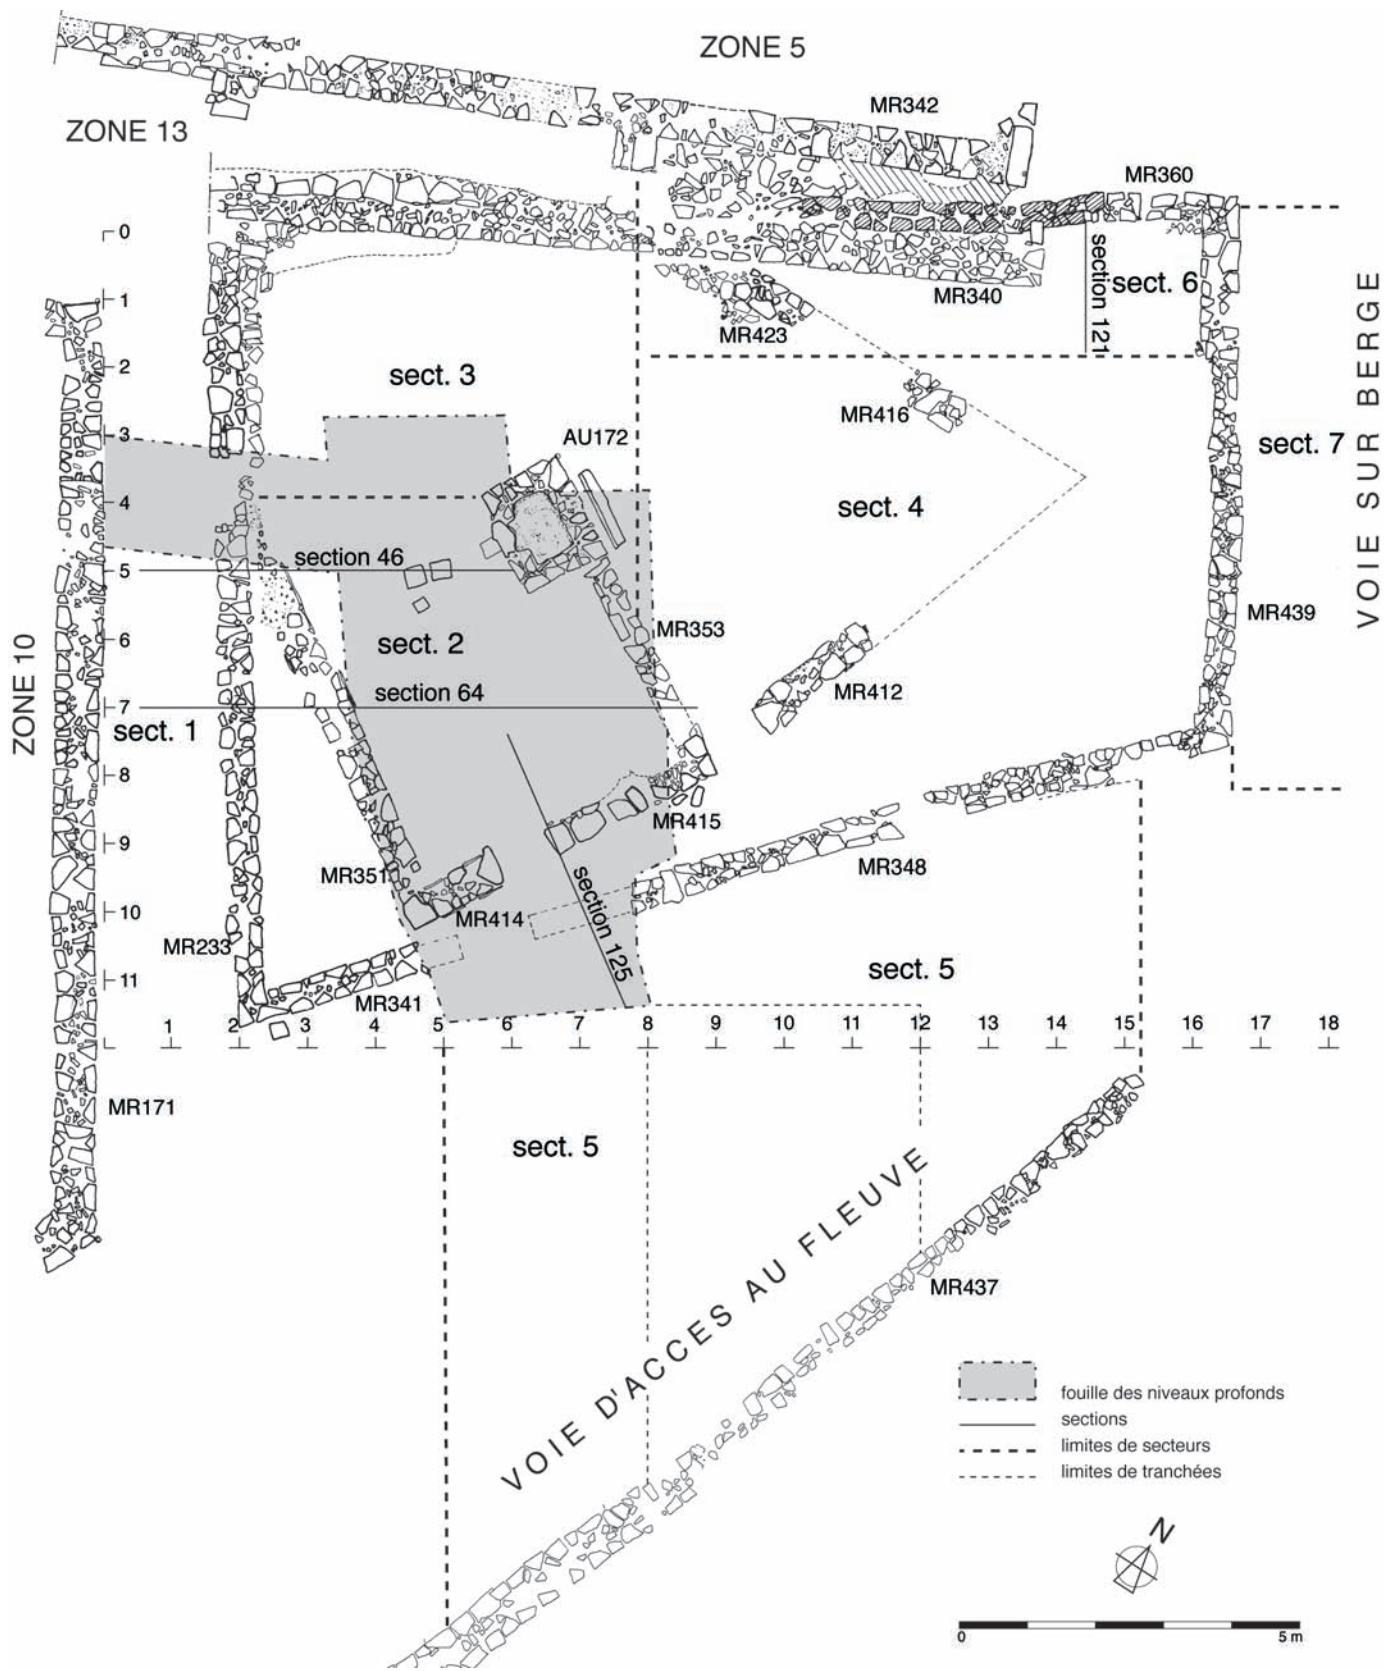 ZONE 5
MR342
ZONE 13
MR360
0
section 121
sect. 6
1
MR340
MR423
2
sect. 3
MR416
3
AU172
sect. 7
VOIE SUR BERGE
4
sect. 4
section 46
5
MR353
MR439
6
sect. 2
ZONE 10
section 64
MR412
7
sect. 1
8
MR415
9
MR348
MR351
section 125
10
MR414
MR233
sect. 5
11
MR341
1 2 3 4 5 6 7 8 9 10 11 12 13 14 15 16 17 18
MR171
sect. 5
VOIE D'ACCES AU FLEUVE
MR437
fouille des niveaux profonds
sections
limites de secteurs
limites de tranchées
N
0 5 m